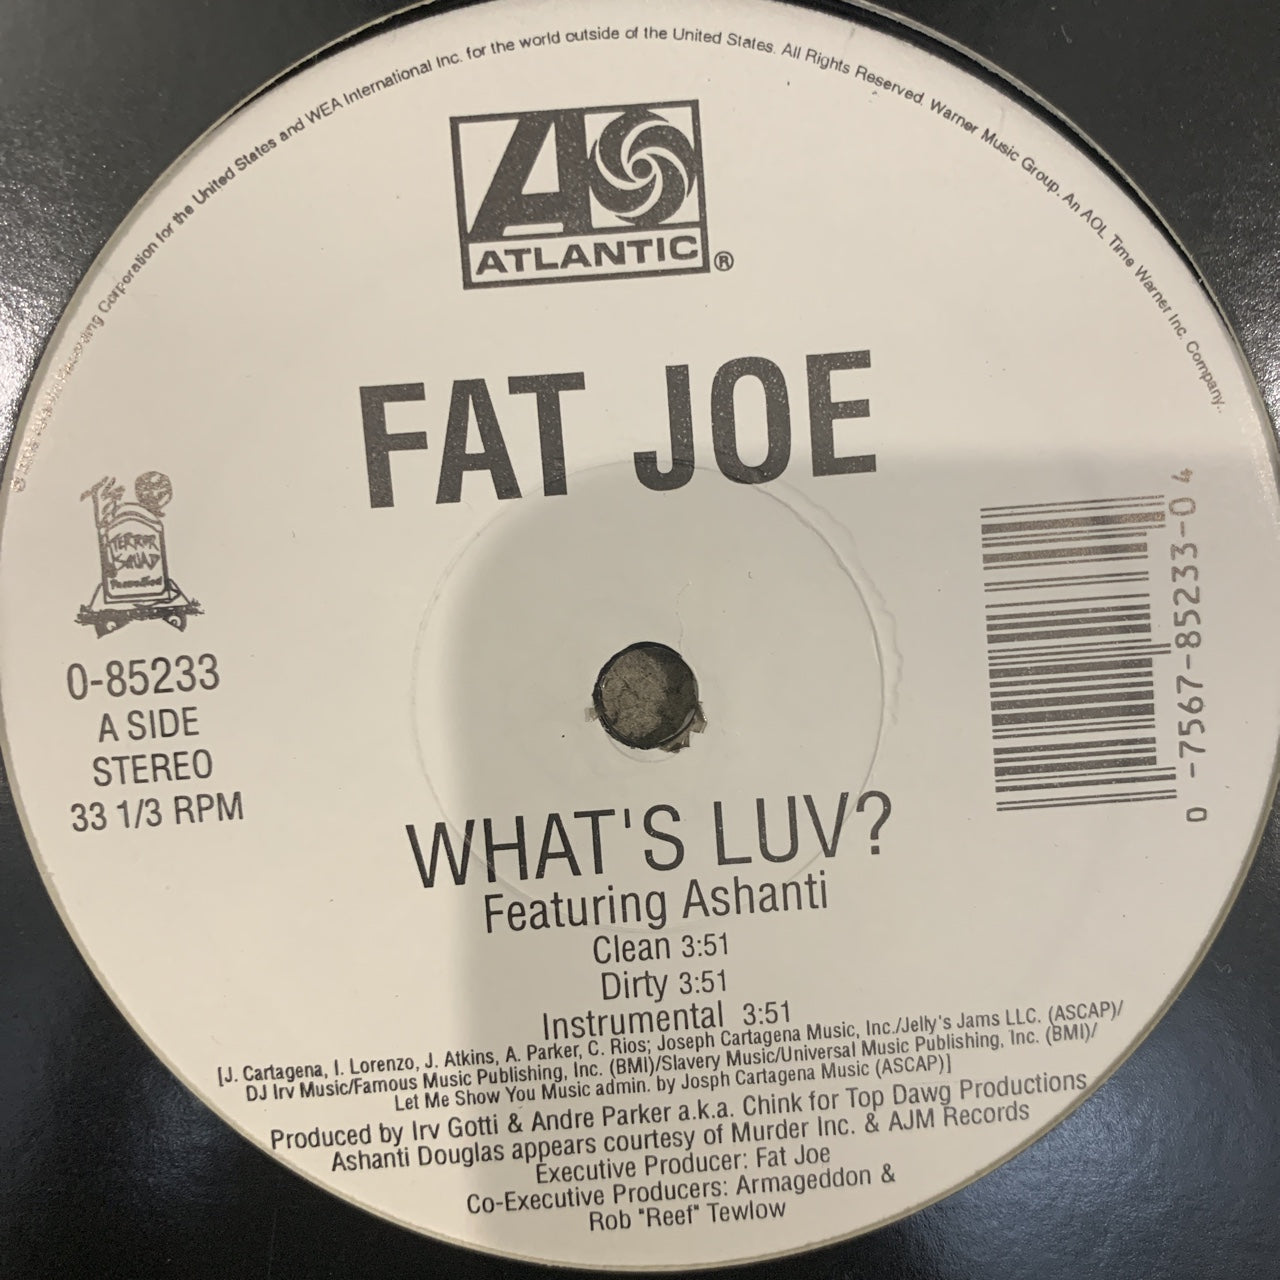 Corporation for the United States and WEA International Inc. for the world outside of the United States. All Rights Reserved. Warner Music Group. An AOL Time Warner Inc. Company.
ATLANTIC®
FAT JOE
TERROR
SQUAD
0-85233
A SIDE
STEREO
33 1/3 RPM
0 -7567-85233-0 4
WHAT'S LUV?
Featuring Ashanti
Clean 3:51
Dirty 3:51
Instrumental 3:51
[J. Cartagena, I. Lorenzo, J. Atkins, A. Parker, C. Rios; Joseph Cartagena Music, Inc./Jelly's Jams LLC. (ASCAP)/
DJ Irv Music/Famous Music Publishing, Inc. (BMI)/Slavery Music/Universal Music Publishing, Inc. (BMI)/
Let Me Show You Music admin. by Josph Cartagena Music (ASCAP)]
Produced by Irv Gotti & Andre Parker a.k.a. Chink for Top Dawg Productions
Ashanti Douglas appears courtesy of Murder Inc. & AJM Records
Executive Producer: Fat Joe
Co-Executive Producers: Armageddon &
Rob "Reef" Tewlow